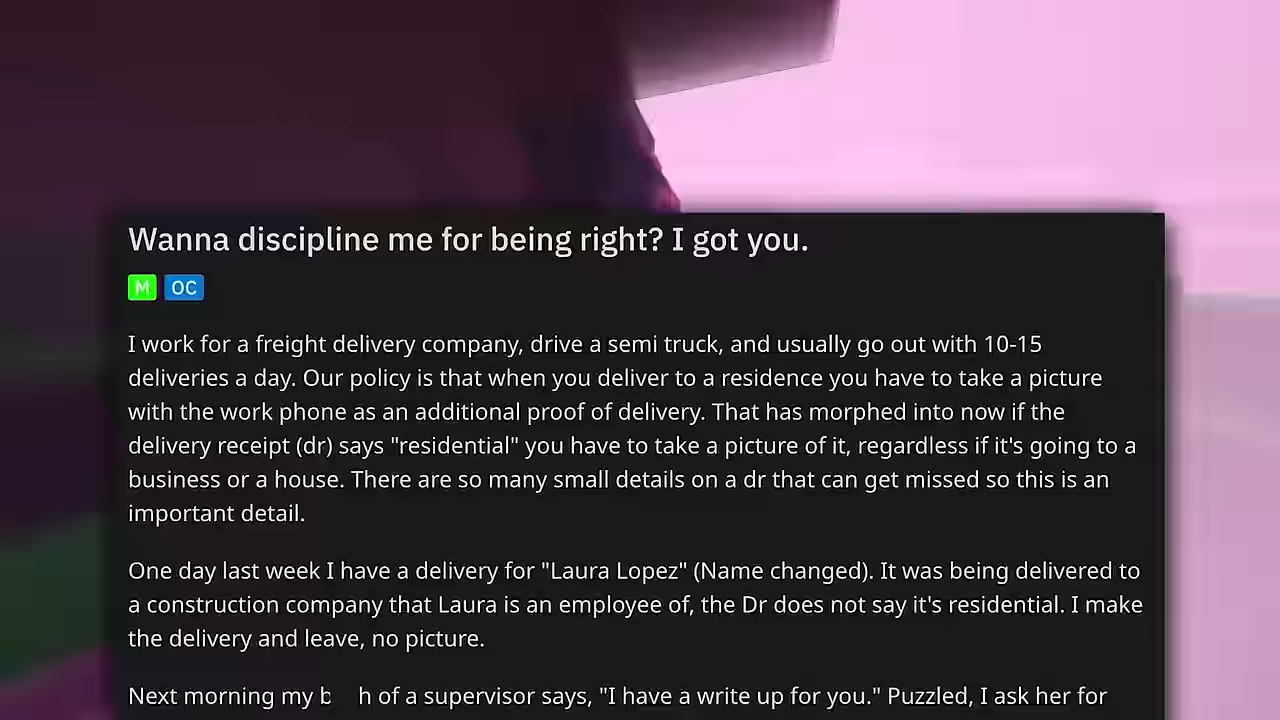 Wanna discipline me for being right? I got you.
M OC
I work for a freight delivery company, drive a semi truck, and usually go out with 10-15
deliveries a day. Our policy is that when you deliver to a residence you have to take a picture
with the work phone as an additional proof of delivery. That has morphed into now if the
delivery receipt (dr) says "residential" you have to take a picture of it, regardless if it's going to a
business or a house. There are so many small details on a dr that can get missed so this is an
important detail.
One day last week I have a delivery for "Laura Lopez" (Name changed). It was being delivered to
a construction company that Laura is an employee of, the Dr does not say it's residential. I make
the delivery and leave, no picture.
Next morning my b h of a supervisor says, "I have a write up for you." Puzzled, I ask her for